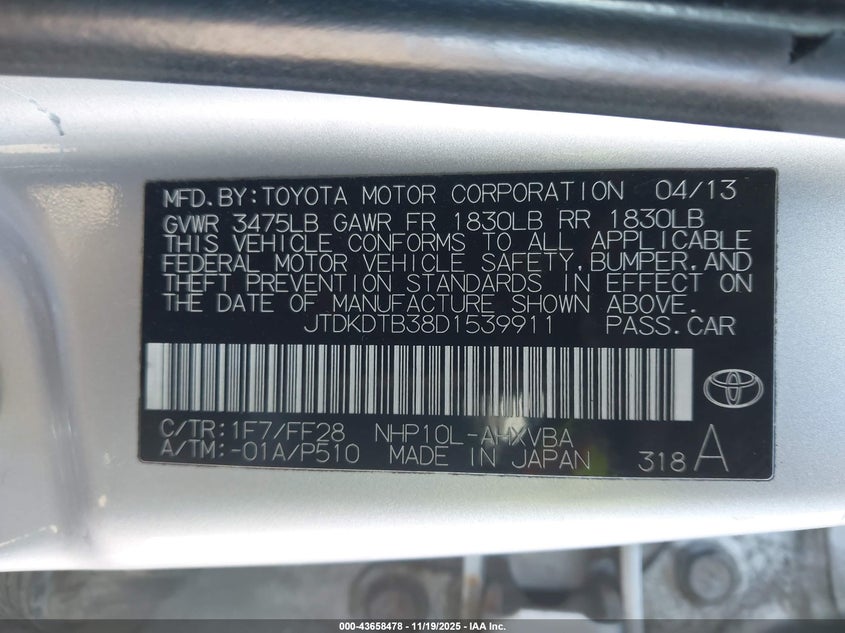 MFD.BY:TOYOTA MOTOR CORPORATION 04/13
GVWR 3475LB GAWR FR 1830LB RR 1830LB
THIS VEHICLE CONFORMS TO ALL APPLICABLE
FEDERAL MOTOR VEHICLE SAFETY,BUMPER,AND
THEFT PREVENTION STANDARDS IN EFFECT ON
THE DATE OF MANUFACTURE SHOWN ABOVE.
JTDKDTB38D1539911 PASS.CAR
C/TR:1F7/FF28 NHP10L-AHXVBA
A/TM:-01A/P510 MADE IN JAPAN 318A
000-43658478 - 11/19/2025 - IAA Inc.